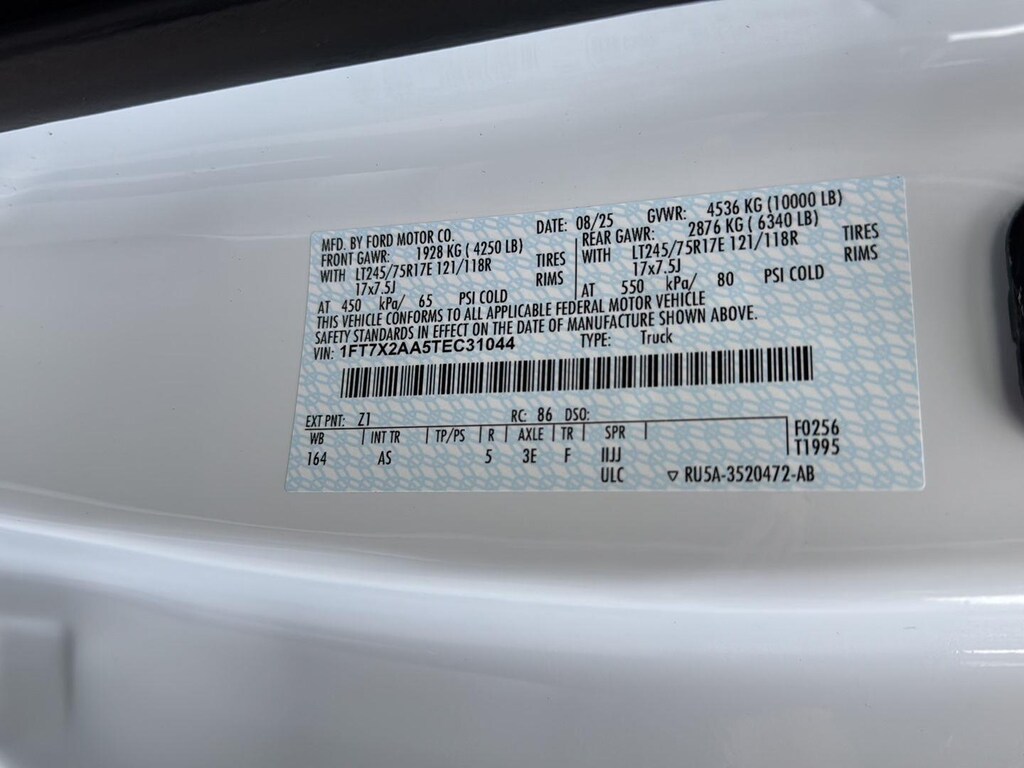 MFD. BY FORD MOTOR CO. DATE: 08/25 GVWR: 4536 KG (10000 LB)
FRONT GAWR: 1928 KG ( 4250 LB) REAR GAWR: 2876 KG ( 6340 LB)
WITH LT245/75R17E 121/118R TIRES WITH LT245/75R17E 121/118R TIRES
17x7.5J RIMS 17x7.5J RIMS
AT 450 kPa/ 65 PSI COLD AT 550 kPa/ 80 PSI COLD
THIS VEHICLE CONFORMS TO ALL APPLICABLE FEDERAL MOTOR VEHICLE
SAFETY STANDARDS IN EFFECT ON THE DATE OF MANUFACTURE SHOWN ABOVE.
VIN: 1FT7X2AA5TEC31044 TYPE: Truck
EXT PNT: Z1 RC: 86 DSO:
WB INT TR TP/PS R AXLE TR SPR F0256
164 AS 5 3E F IIJJ T1995
ULC ▽ RU5A-3520472-AB